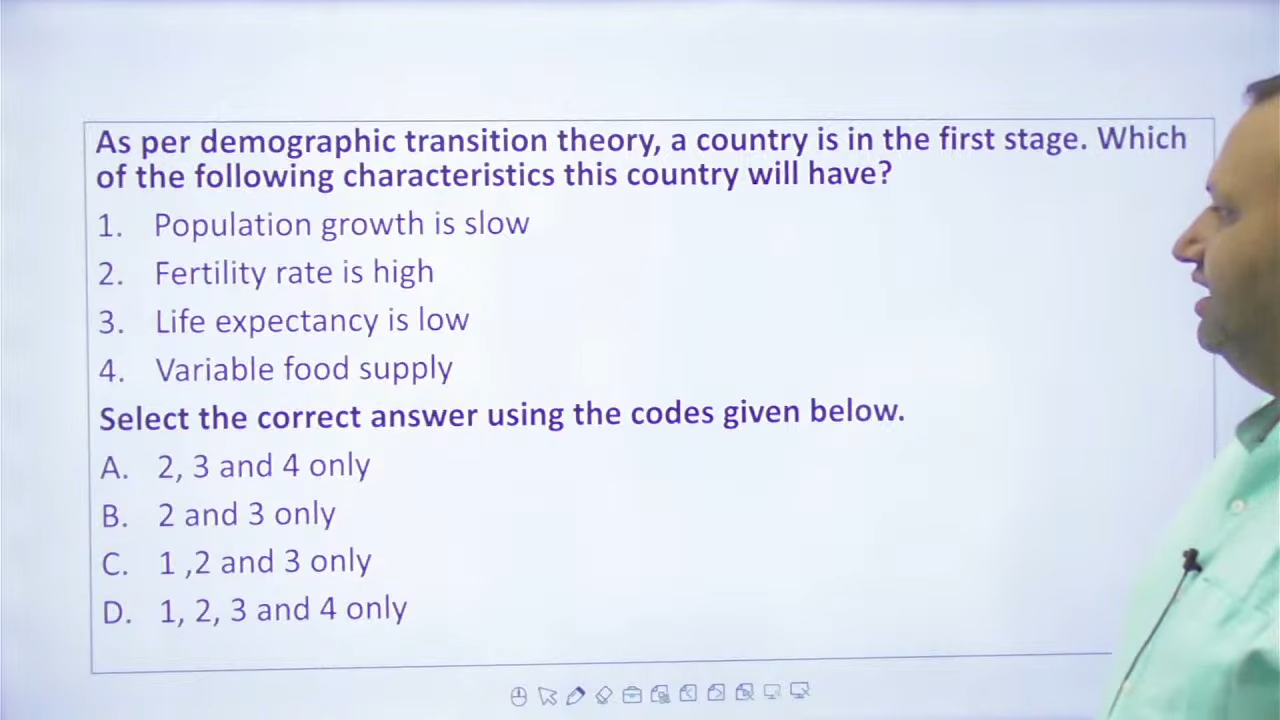 As per demographic transition theory, a country is in the first stage. Which
of the following characteristics this country will have?
1. Population growth is slow
2. Fertility rate is high
3. Life expectancy is low
4. Variable food supply
Select the correct answer using the codes given below.
A. 2, 3 and 4 only
B. 2 and 3 only
C. 1 ,2 and 3 only
D. 1, 2, 3 and 4 only